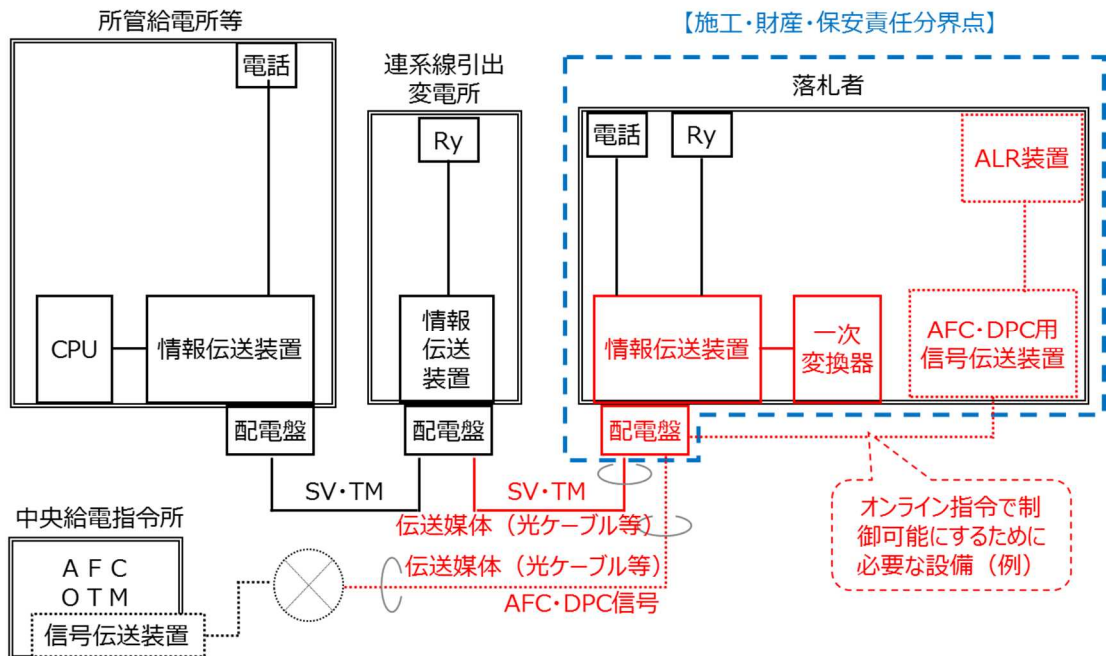 所管給電所等
電話
CPU
情報伝送装置
配電盤
連系線引出
変電所
Ry
情報
伝送
装置
配電盤
【施工・財産・保安責任分界点】
落札者
電話
Ry
ALR装置
情報伝送装置
一次
変換器
AFC・DPC用
信号伝送装置
配電盤
SV・TM
SV・TM
伝送媒体（光ケーブル等）
伝送媒体（光ケーブル等）
AFC・DPC信号
オンライン指令で制
御可能にするために
必要な設備（例）
中央給電指令所
ＡＦＣ
ＯＴＭ
信号伝送装置